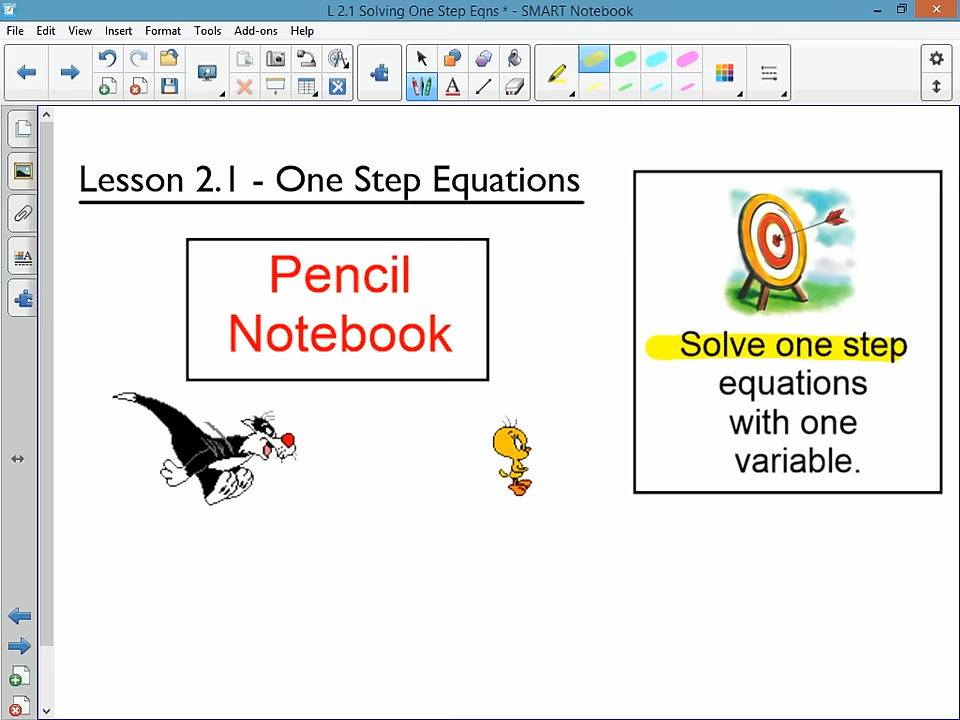 L 2.1 Solving One Step Eqns * - SMART Notebook
File Edit View Insert Format Tools Add-ons Help
Lesson 2.1 - One Step Equations
Pencil
Notebook
Solve one step
equations
with one
variable.